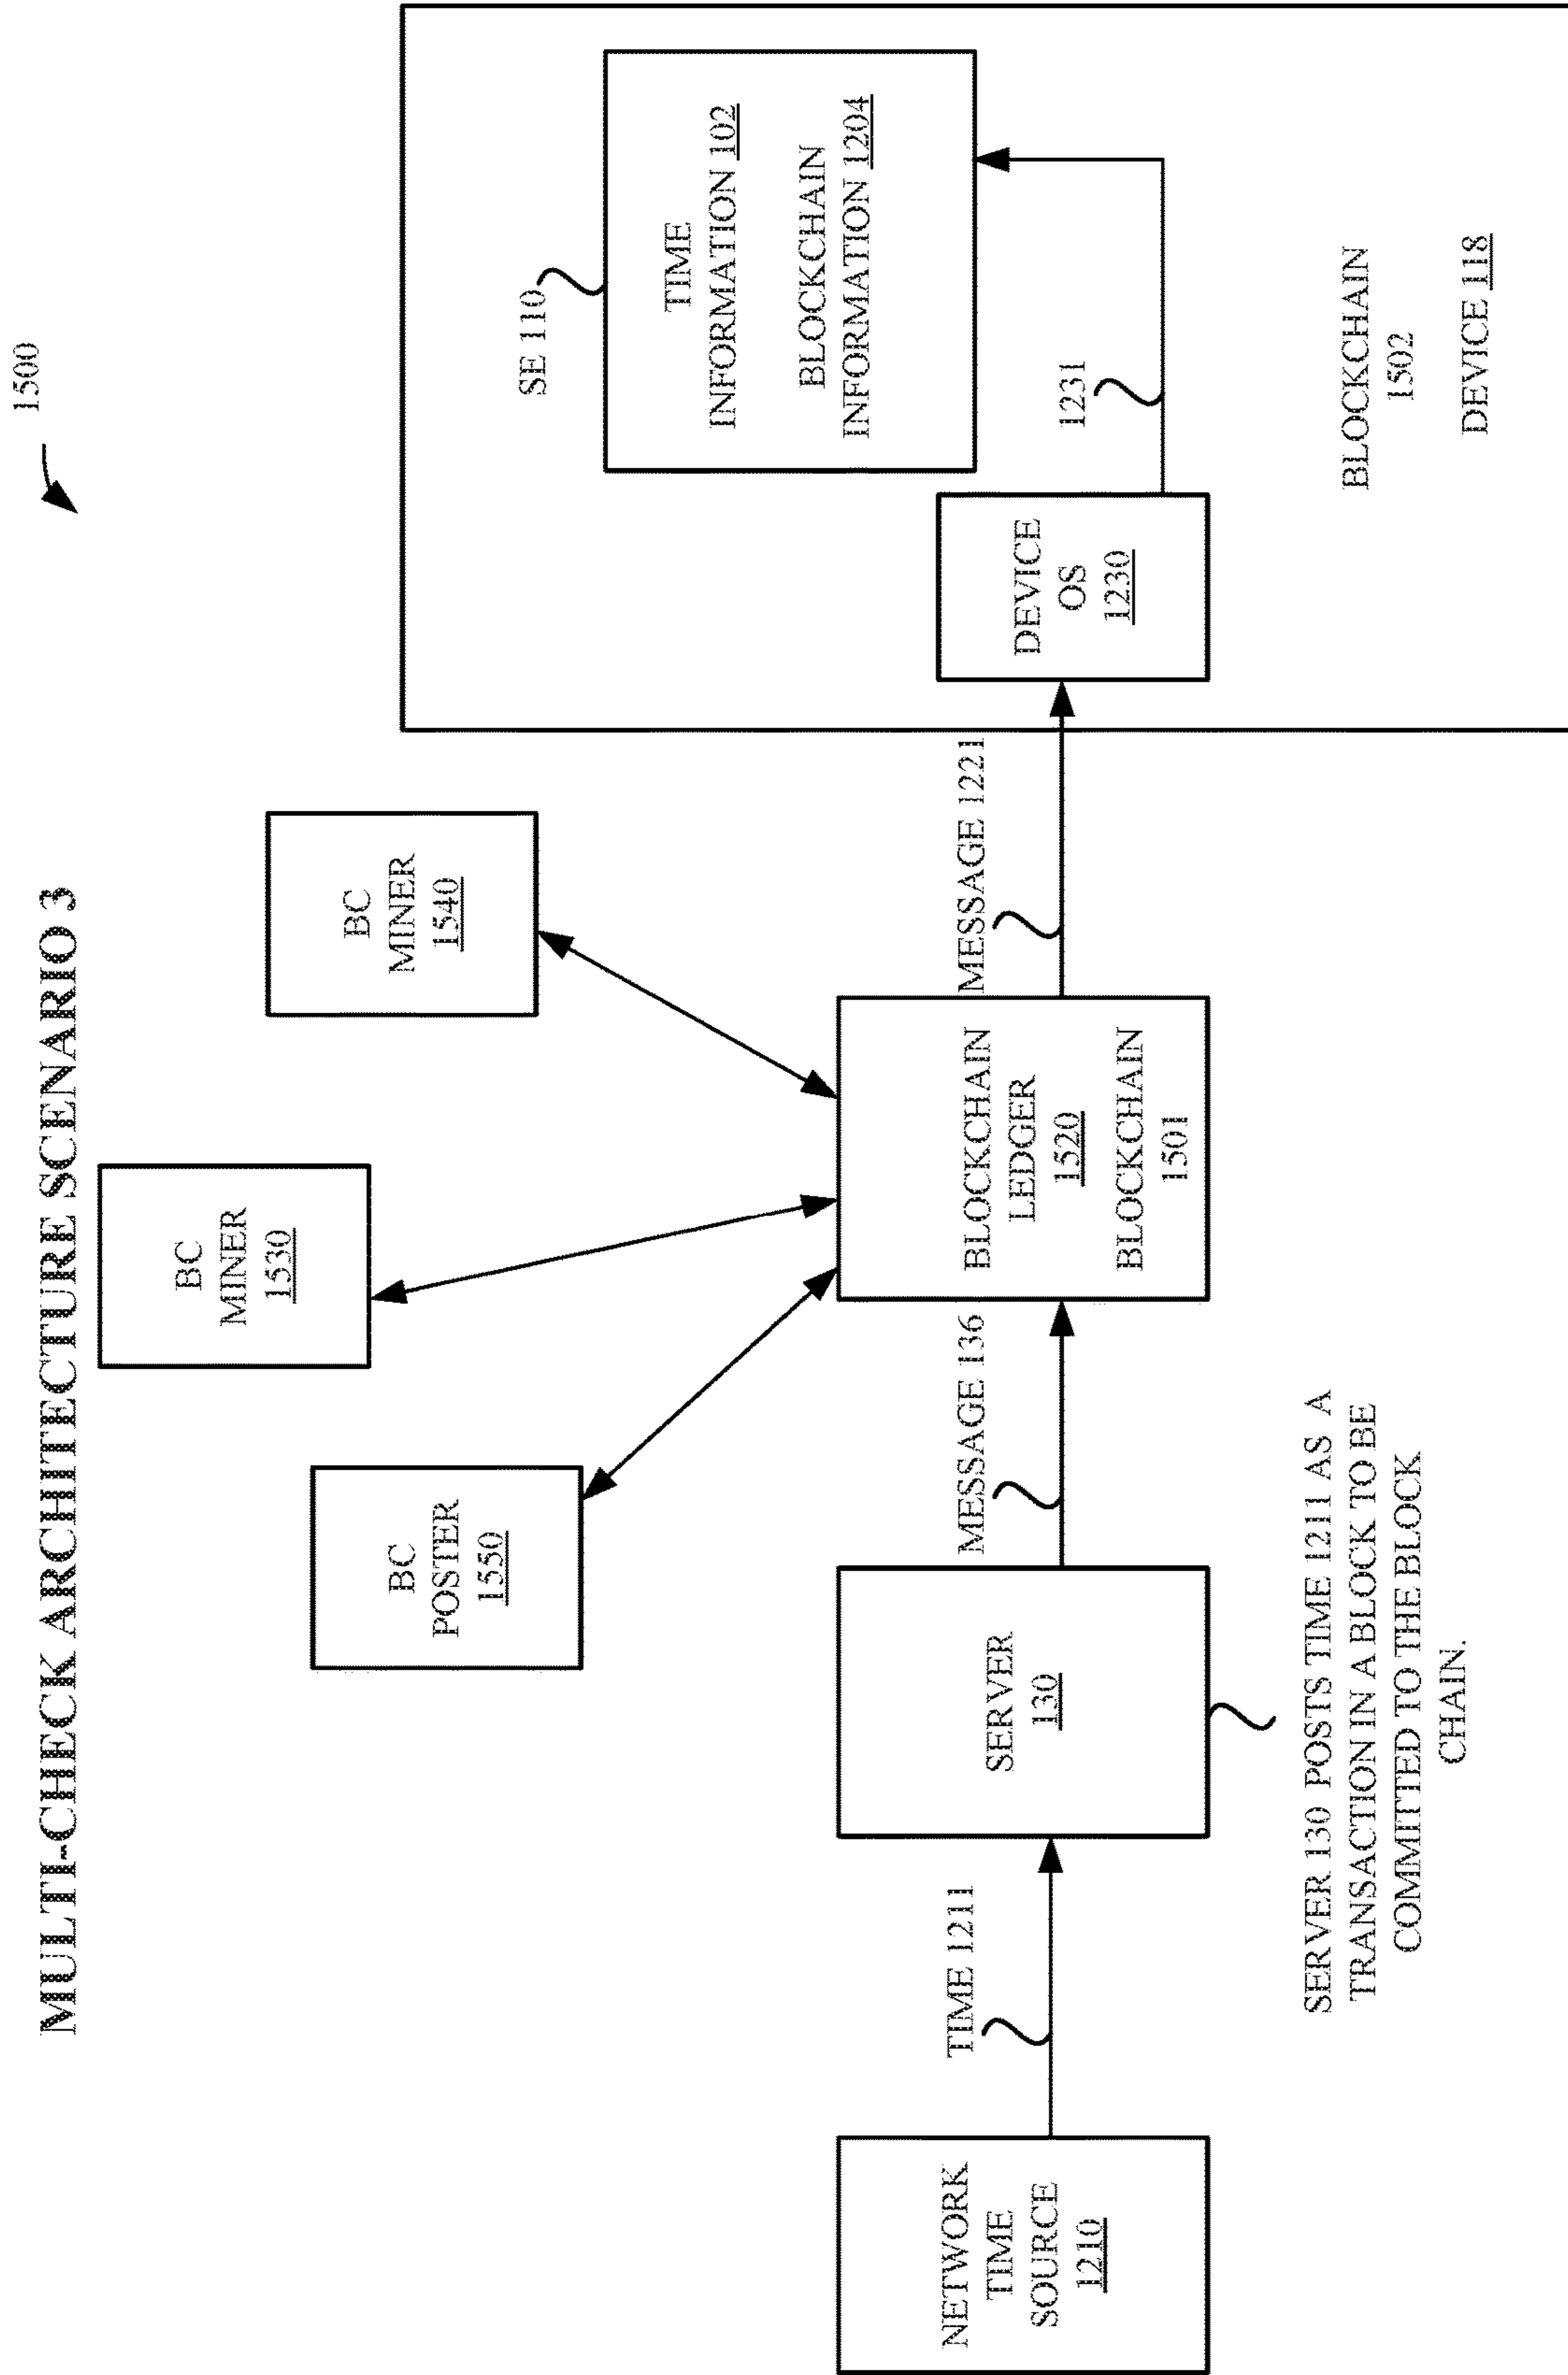 MULTI-CHECK ARCHITECTURE SCENARIO 3
1500
BC
MINER
1530
BC
MINER
1540
BC
POSTER
1550
SE 110
TIME
INFORMATION 102
BLOCKCHAIN
INFORMATION 1204
NETWORK
TIME
SOURCE
1210
TIME 1211
SERVER
130
MESSAGE 136
BLOCKCHAIN
LEDGER
1520
BLOCKCHAIN
1501
MESSAGE 1221
DEVICE
OS
1230
1231
BLOCKCHAIN
1502
DEVICE 118
SERVER 130 POSTS TIME 1211 AS A
TRANSACTION IN A BLOCK TO BE
COMMITTED TO THE BLOCK
CHAIN.